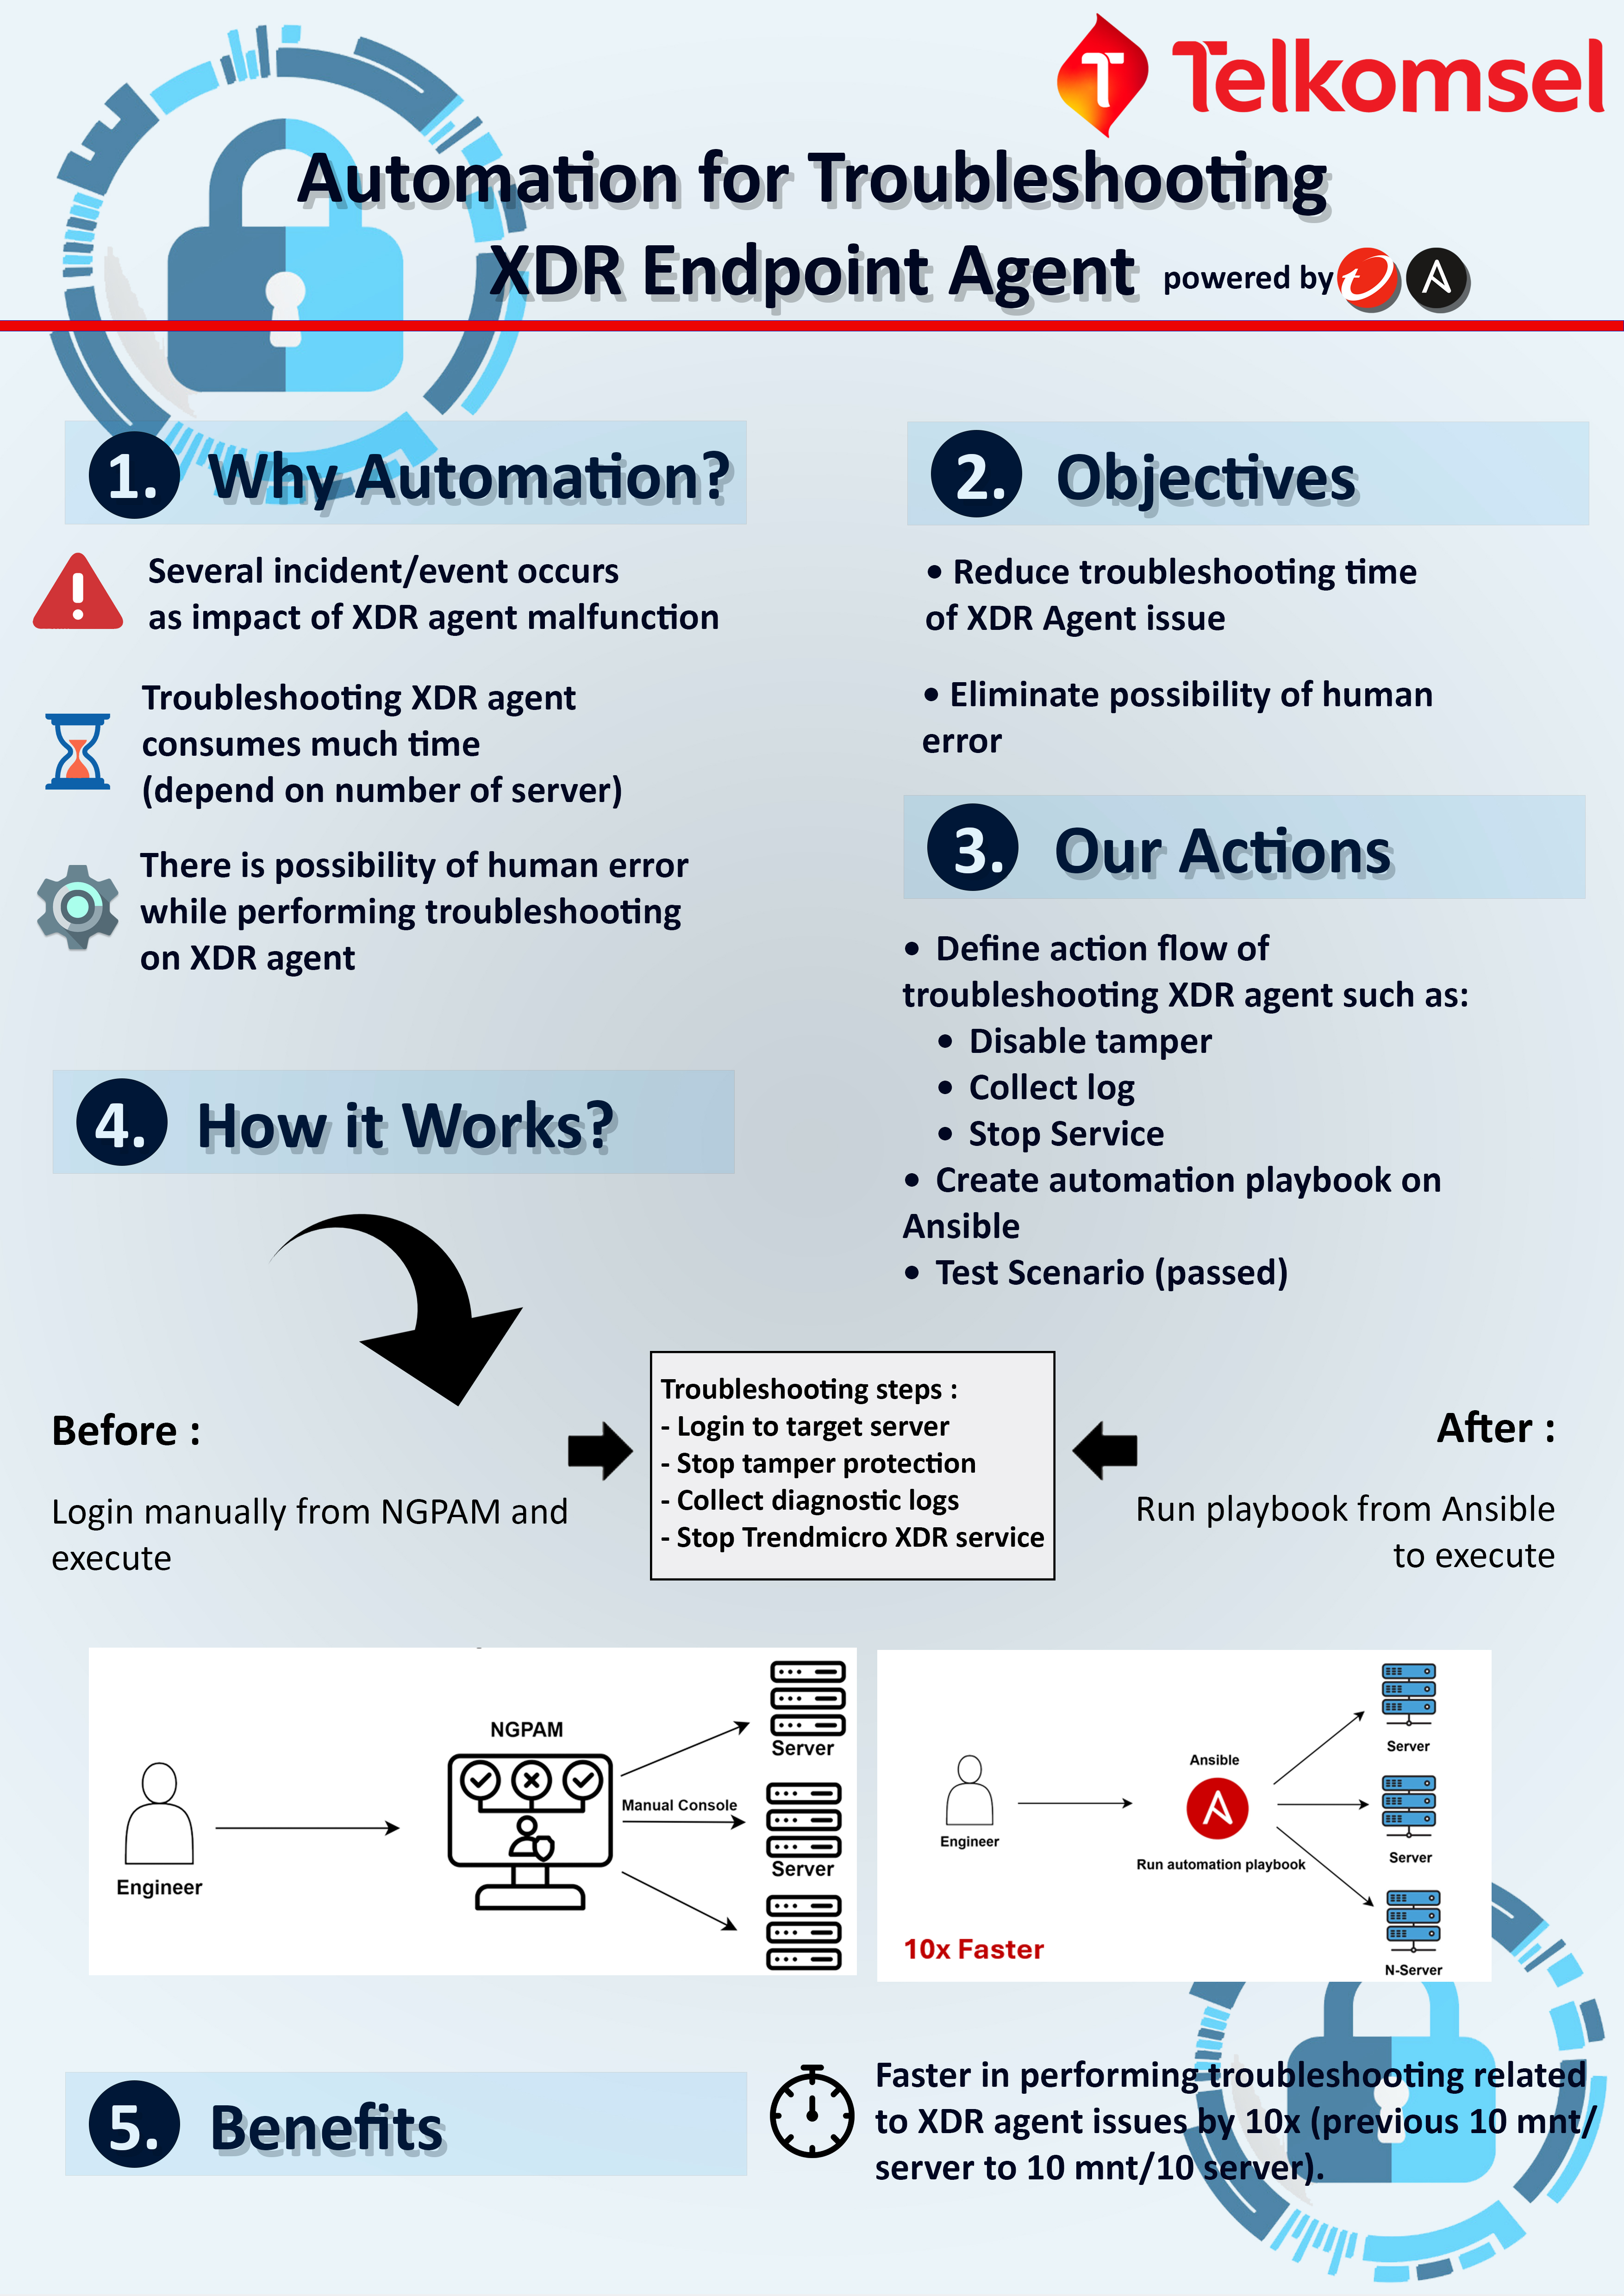 Telkomsel
Automation for Troubleshooting
XDR Endpoint Agent powered by
1. Why Automation?
Several incident/event occurs
as impact of XDR agent malfunction
Troubleshooting XDR agent
consumes much time
(depend on number of server)
There is possibility of human error
while performing troubleshooting
on XDR agent
2. Objectives
• Reduce troubleshooting time
of XDR Agent issue
• Eliminate possibility of human
error
3. Our Actions
• Define action flow of
troubleshooting XDR agent such as:
• Disable tamper
• Collect log
• Stop Service
• Create automation playbook on
Ansible
• Test Scenario (passed)
4. How it Works?
Before :
Login manually from NGPAM and
execute
Troubleshooting steps :
- Login to target server
- Stop tamper protection
- Collect diagnostic logs
- Stop Trendmicro XDR service
After :
Run playbook from Ansible
to execute
Engineer
NGPAM
Manual Console
Server
Server
Engineer
Ansible
Run automation playbook
Server
Server
N-Server
10x Faster
5. Benefits
Faster in performing troubleshooting related
to XDR agent issues by 10x (previous 10 mnt/
server to 10 mnt/10 server).